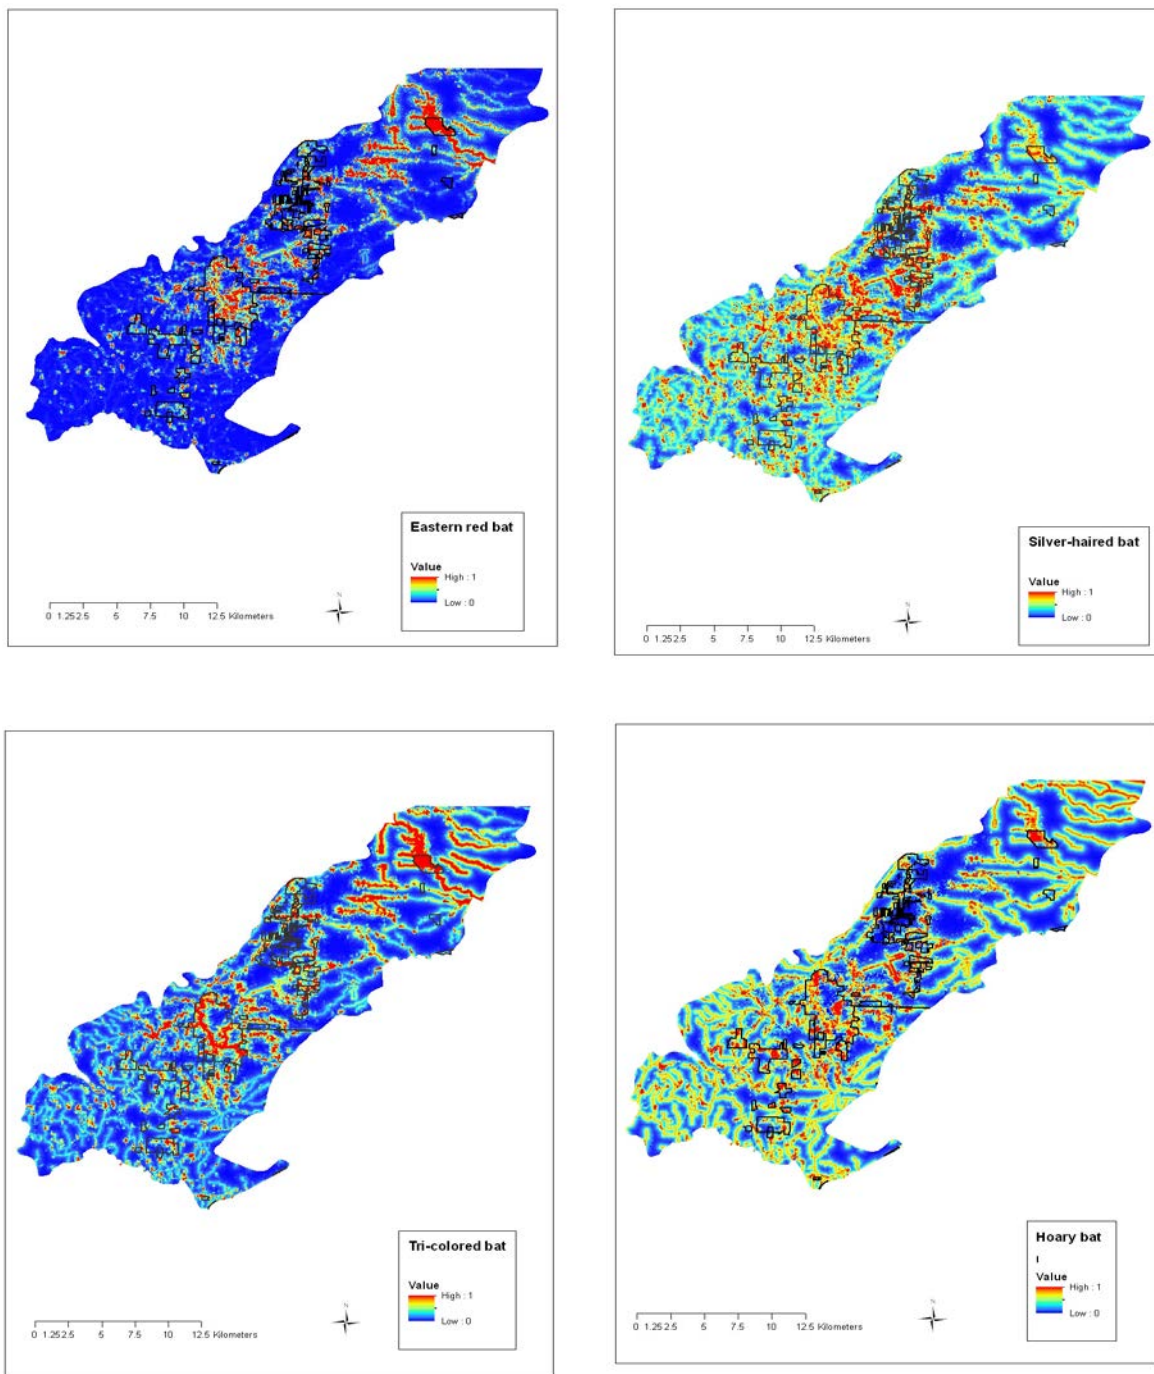 Eastern red bat
Value
High : 1
Low : 0
0 1.25 2.5 5 7.5 10 12.5 Kilometers
N
Silver-haired bat
Value
High : 1
Low : 0
0 1.25 2.5 5 7.5 10 12.5 Kilometers
N
Tri-colored bat
Value
High : 1
Low : 0
0 1.25 2.5 5 7.5 10 12.5 Kilometers
N
Hoary bat
I
Value
High : 1
Low : 0
0 1.25 2.5 5 7.5 10 12.5 Kilometers
N